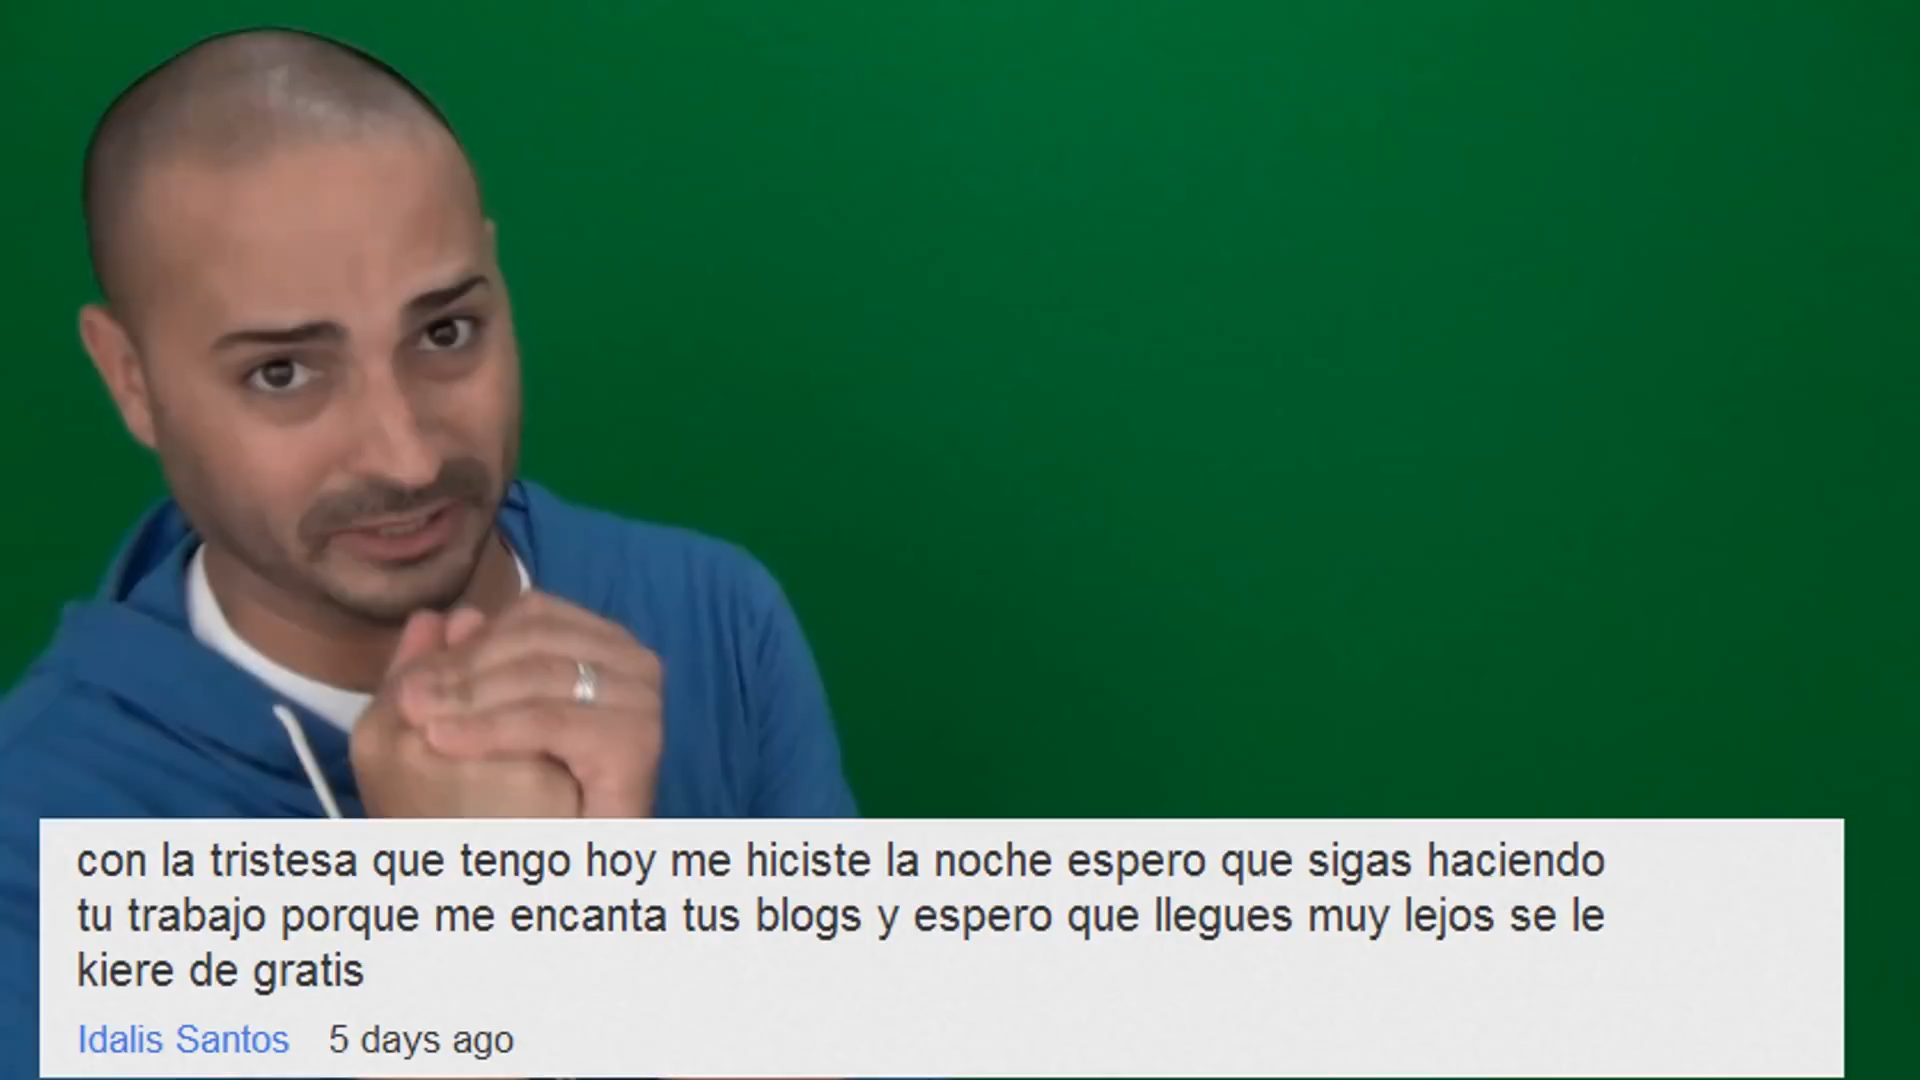 con la tristesa que tengo hoy me hiciste la noche espero que sigas haciendo
tu trabajo porque me encanta tus blogs y espero que llegues muy lejos se le
kiere de gratis
Idalis Santos 5 days ago